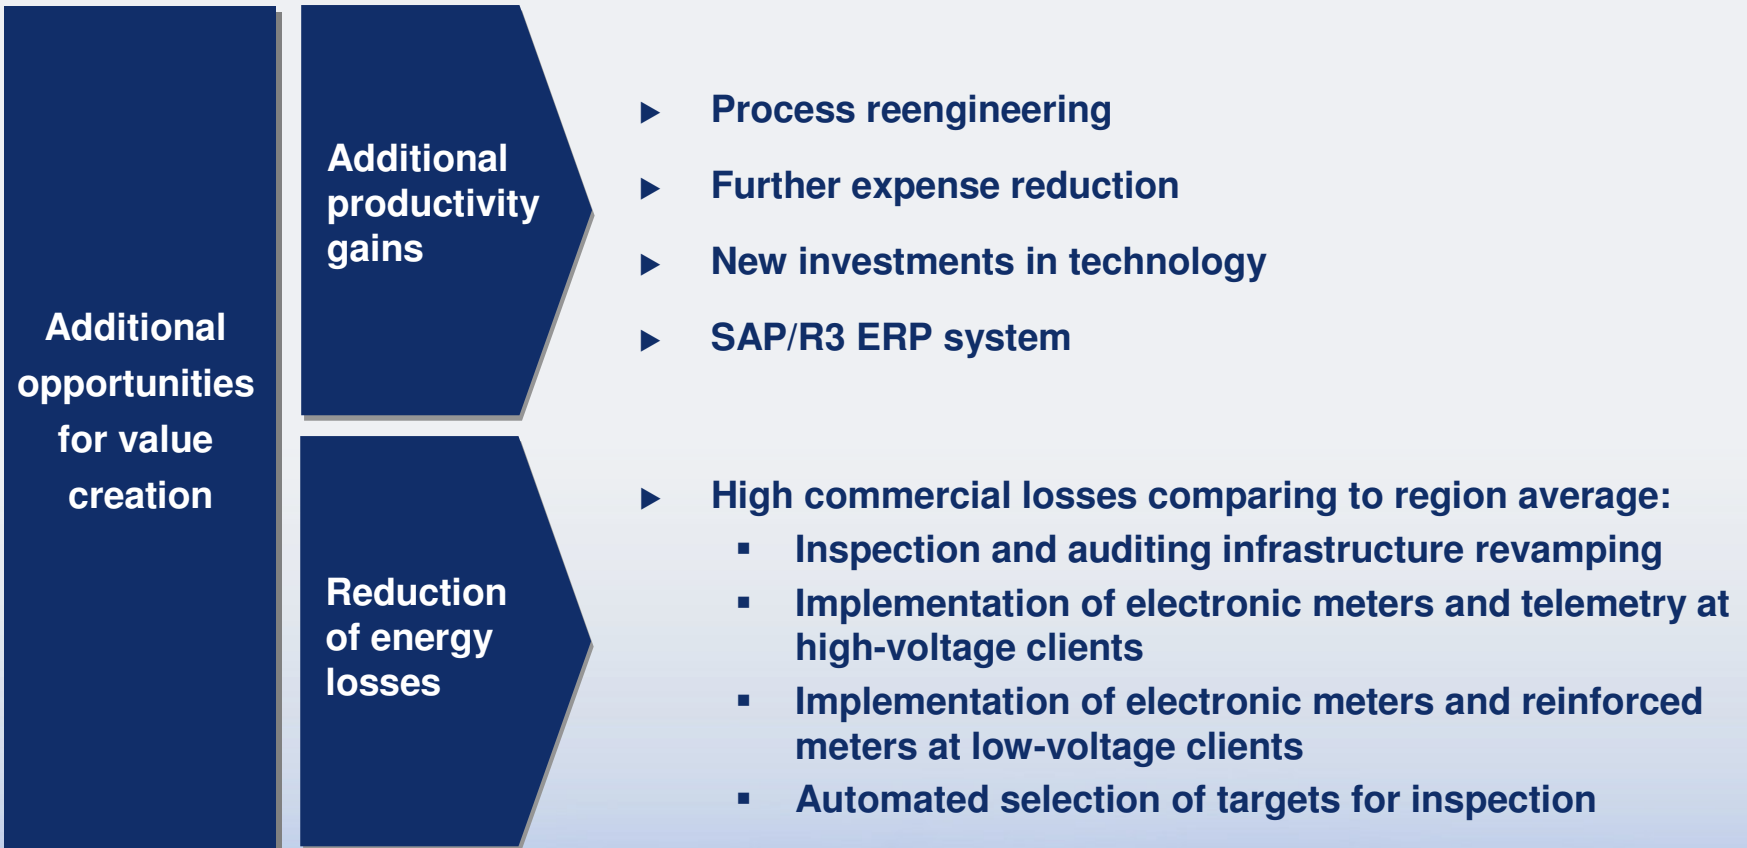 Additional
opportunities
for value
creation
Additional
productivity
gains
Process reengineering
Further expense reduction
New investments in technology
SAP/R3 ERP system
Reduction
of energy
losses
High commercial losses comparing to region average:
Inspection and auditing infrastructure revamping
Implementation of electronic meters and telemetry at
high-voltage clients
Implementation of electronic meters and reinforced
meters at low-voltage clients
Automated selection of targets for inspection